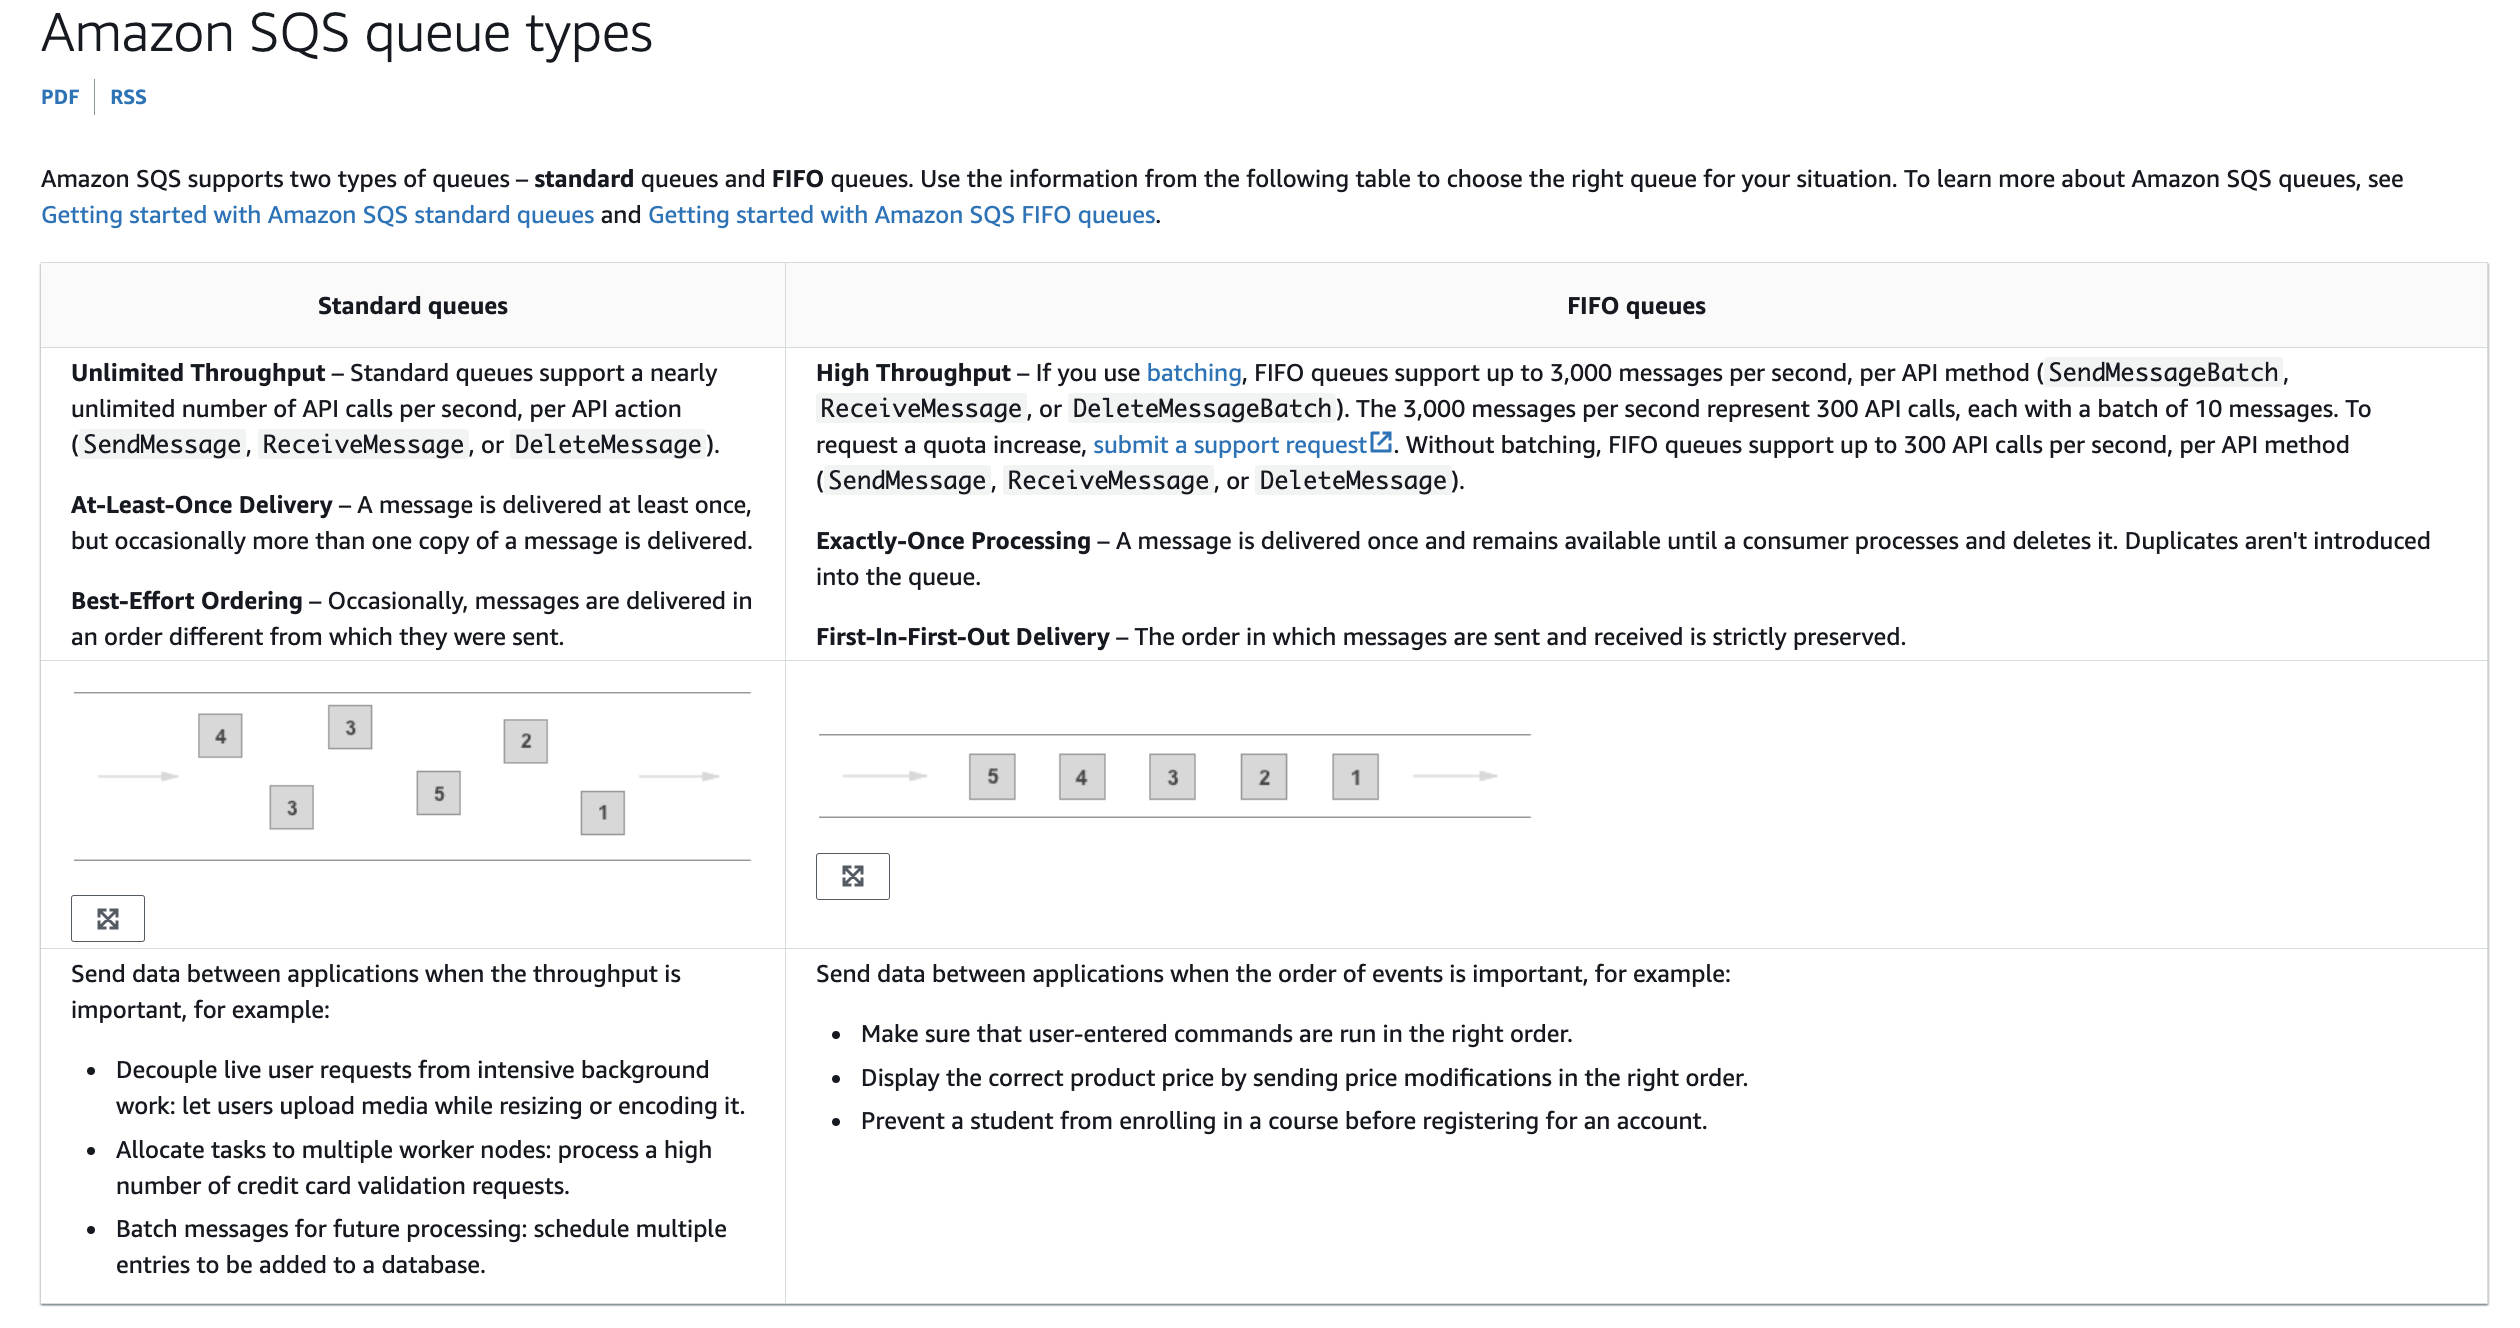 Amazon SQS queue types
PDF
RSS
Amazon SQS supports two types of queues – standard queues and FIFO queues. Use the information from the following table to choose the right queue for your situation. To learn more about Amazon SQS queues, see
Getting started with Amazon SQS standard queues and Getting started with Amazon SQS FIFO queues.
Standard queues
FIFO queues
Unlimited Throughput – Standard queues support a nearly
unlimited number of API calls per second, per API action
(SendMessage, ReceiveMessage, or DeleteMessage).
At-Least-Once Delivery – A message is delivered at least once,
but occasionally more than one copy of a message is delivered.
Best-Effort Ordering – Occasionally, messages are delivered in
an order different from which they were sent.
High Throughput – If you use batching, FIFO queues support up to 3,000 messages per second, per API method (SendMessageBatch,
ReceiveMessage, or DeleteMessageBatch). The 3,000 messages per second represent 300 API calls, each with a batch of 10 messages. To
request a quota increase, submit a support request. Without batching, FIFO queues support up to 300 API calls per second, per API method
(SendMessage, ReceiveMessage, or DeleteMessage).
Exactly-Once Processing – A message is delivered once and remains available until a consumer processes and deletes it. Duplicates aren't introduced
into the queue.
First-In-First-Out Delivery – The order in which messages are sent and received is strictly preserved.
4
3
2
3
5
1
5 4 3 2 1
Send data between applications when the throughput is
important, for example:
• Decouple live user requests from intensive background
work: let users upload media while resizing or encoding it.
• Allocate tasks to multiple worker nodes: process a high
number of credit card validation requests.
• Batch messages for future processing: schedule multiple
entries to be added to a database.
Send data between applications when the order of events is important, for example:
• Make sure that user-entered commands are run in the right order.
• Display the correct product price by sending price modifications in the right order.
• Prevent a student from enrolling in a course before registering for an account.